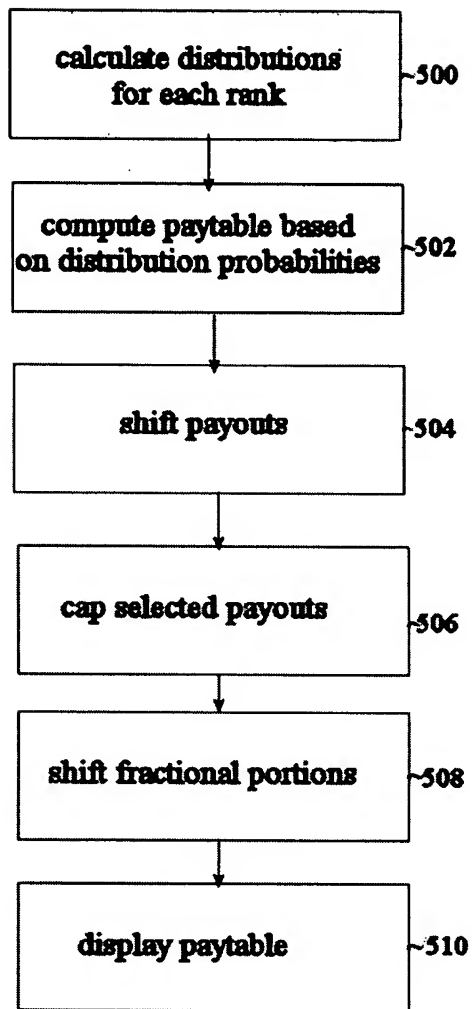 calculate distributions
for each rank
~500
compute paytable based
on distribution probabilities
~502
shift payouts
~504
cap selected payouts
~506
shift fractional portions
~508
display paytable
~510